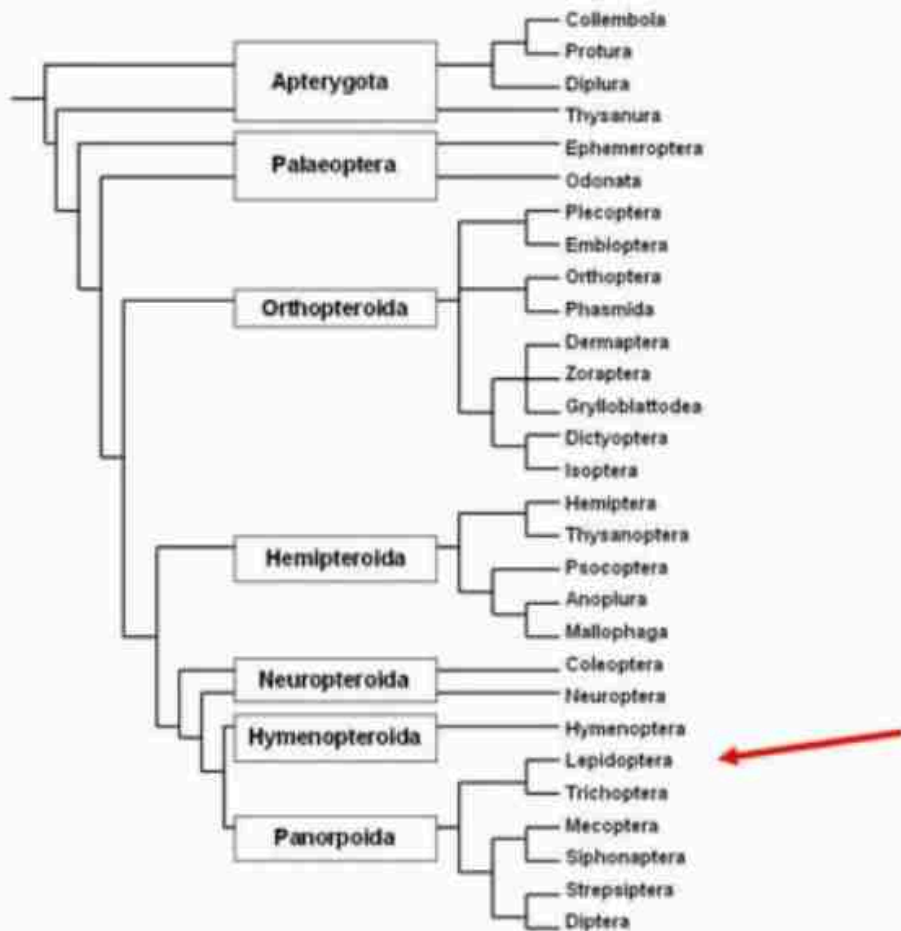 Collembola
Protura
Apterygota
Diplura
Thysanura
Ephemeroptera
Palaeoptera
Odonata
Plecoptera
Embioptera
Orthoptera
Orthopteroida
Phasmida
Dermaptera
Zoraptera
Grylloblattodea
Dictyoptera
Isoptera
Hemiptera
Thysanoptera
Hemipteroida
Psocoptera
Anoplura
Mallophaga
Coleoptera
Neuropteroida
Neuroptera
Hymenoptera
Hymenopteroida
Lepidoptera
Trichoptera
Mecoptera
Panorpoida
Siphonaptera
Strepsiptera
Diptera